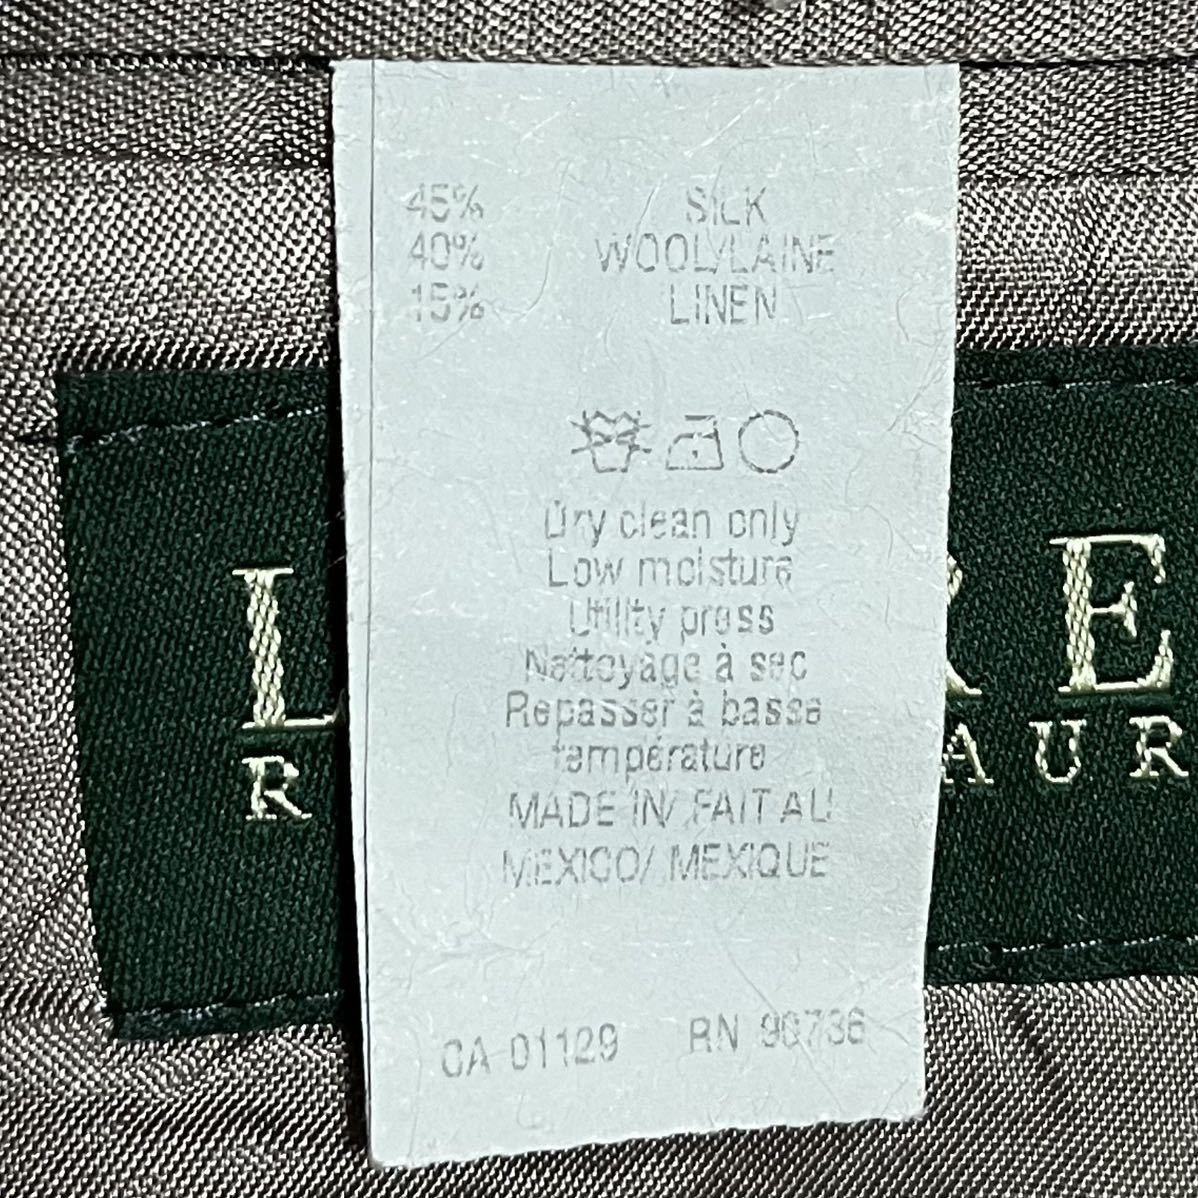 45% SILK
40% WOOL/LAINE
15% LINEN
Dry clean only
Low moisture
Utility press
Nettoyage à sec
Repasser à basse
température
MADE IN/ FAIT AU
MEXICO/ MEXIQUE
CA 01129 RN 90736
L RE
R AUR